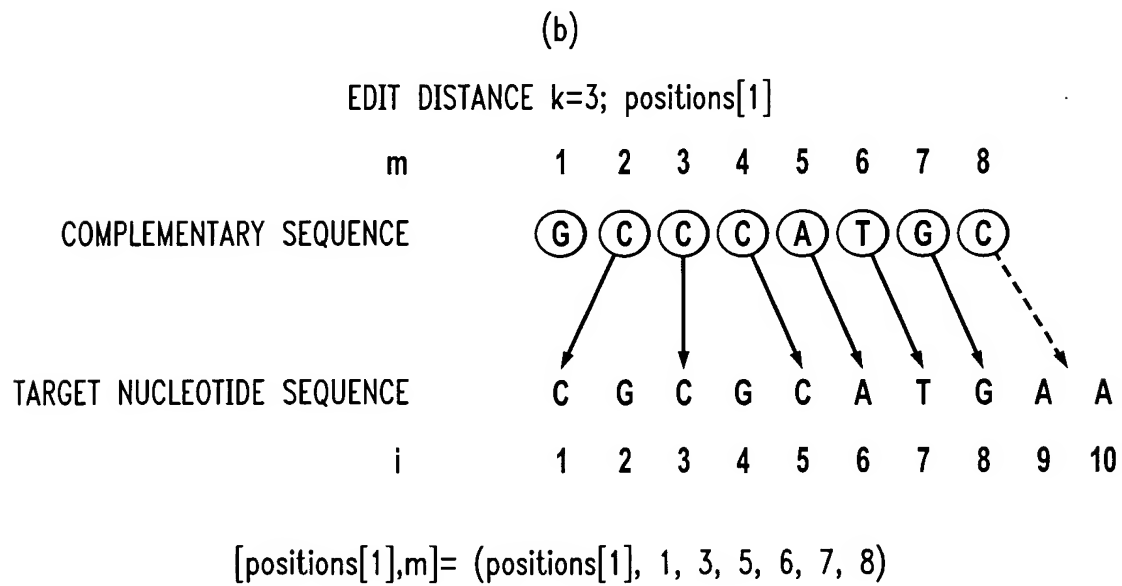 (b)
EDIT DISTANCE k=3; positions[1]
m 1 2 3 4 5 6 7 8
COMPLEMENTARY SEQUENCE G C C C A T G C
TARGET NUCLEOTIDE SEQUENCE C G C G C A T G A A
i 1 2 3 4 5 6 7 8 9 10
[positions[1],m]= (positions[1], 1, 3, 5, 6, 7, 8)